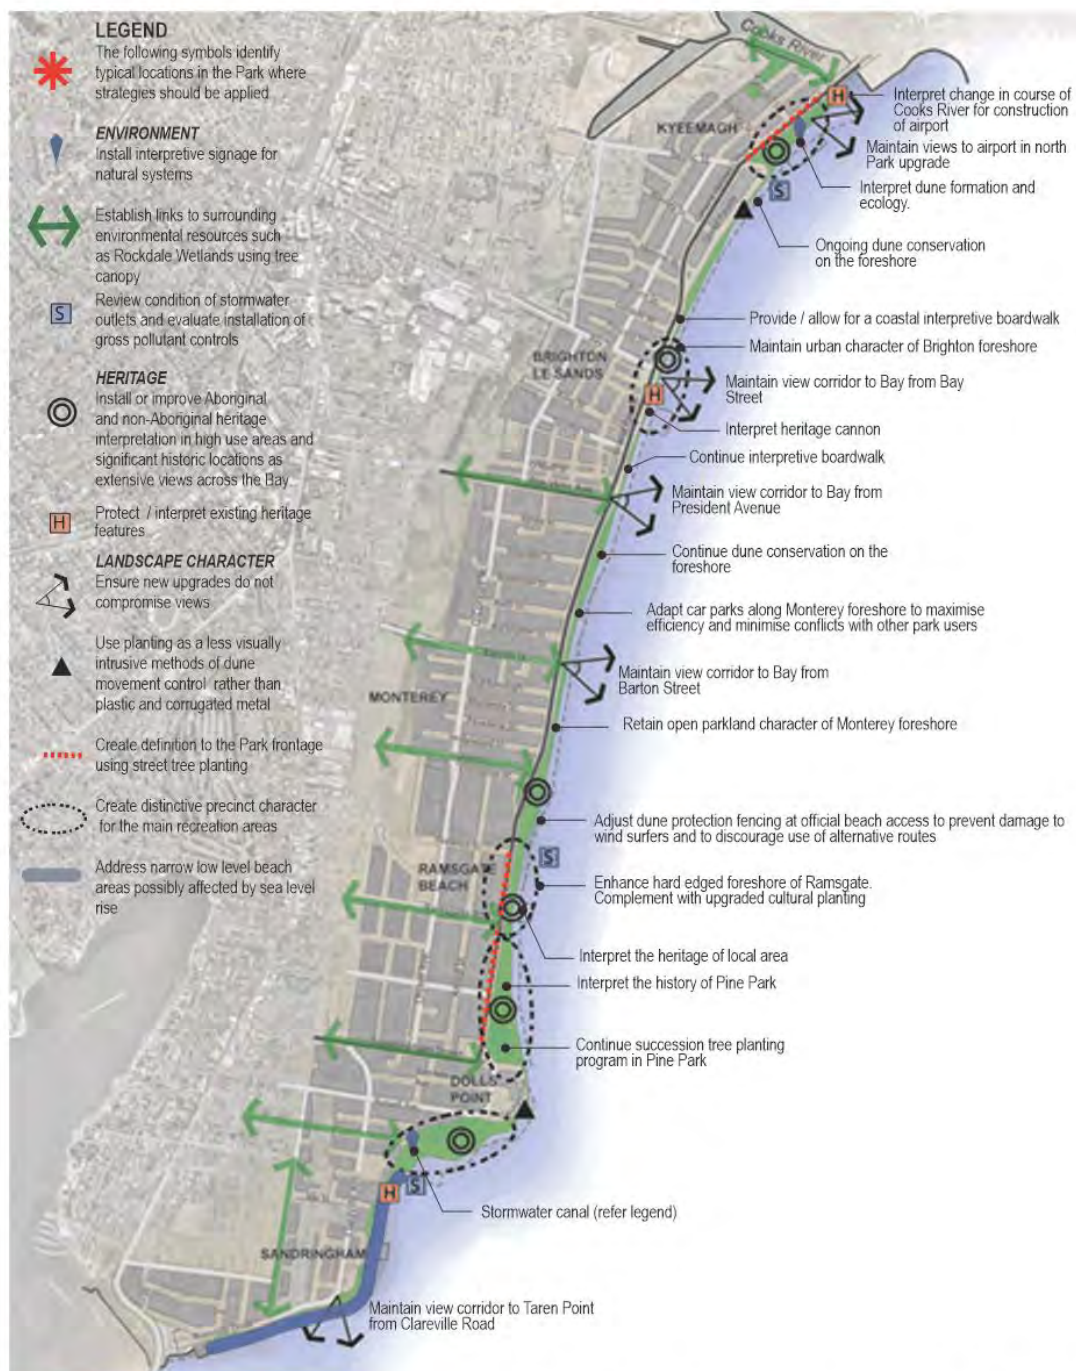 LEGEND
The following symbols identify
typical locations in the Park where
strategies should be applied
ENVIRONMENT
Install interpretive signage for
natural systems
Establish links to surrounding
environmental resources such
as Rockdale Wetlands using tree
canopy
S
Review condition of stormwater
outlets and evaluate installation of
gross pollutant controls
HERITAGE
Install or improve Aboriginal
and non-Aboriginal heritage
interpretation in high use areas and
significant historic locations as
extensive views across the Bay
H
Protect / interpret existing heritage
features
LANDSCAPE CHARACTER
Ensure new upgrades do not
compromise views
Use planting as a less visually
intrusive methods of dune
movement control rather than
plastic and corrugated metal
Create definition to the Park frontage
using street tree planting
Create distinctive precinct character
for the main recreation areas
Address narrow low level beach
areas possibly affected by sea level
rise
Cooks River
H
Interpret change in course of
Cooks River for construction
of airport
KYEEMAGH
Maintain views to airport in north
Park upgrade
S
Interpret dune formation and
ecology.
Ongoing dune conservation
on the foreshore
Provide / allow for a coastal interpretive boardwalk
Maintain urban character of Brighton foreshore
BRIGHTON
LE SANDS
Maintain view corridor to Bay from Bay
Street
H
Interpret heritage cannon
Continue interpretive boardwalk
Maintain view corridor to Bay from
President Avenue
Continue dune conservation on the
foreshore
Adapt car parks along Monterey foreshore to maximise
efficiency and minimise conflicts with other park users
Maintain view corridor to Bay from
Barton Street
MONTEREY
Retain open parkland character of Monterey foreshore
Adjust dune protection fencing at official beach access to prevent damage to
wind surfers and to discourage use of alternative routes
S
RAMSGATE
BEACH
Enhance hard edged foreshore of Ramsgate.
Complement with upgraded cultural planting
Interpret the heritage of local area
Interpret the history of Pine Park
Continue succession tree planting
program in Pine Park
DOLLS
POINT
H
S
Stormwater canal (refer legend)
SANDRINGHAM
Maintain view corridor to Taren Point
from Clareville Road